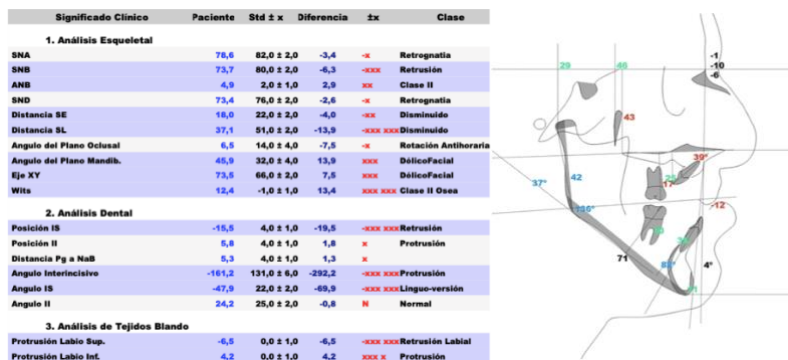 Significado Clínico Paciente Std ± x Diferencia ±x Clase
1. Análisis Esqueletal
SNA 78,6 82,0 ± 2,0 -3,4 -x Retrognatia
SNB 73,7 80,0 ± 2,0 -6,3 -xxx Retrusión
ANB 4,9 2,0 ± 1,0 2,9 xx Clase II
SND 73,4 76,0 ± 2,0 -2,6 -x Retrognatia
Distancia SE 18,0 22,0 ± 2,0 -4,0 -xx Disminuido
Distancia SL 37,1 51,0 ± 2,0 -13,9 -xxx xxx Disminuido
Angulo del Plano Oclusal 6,5 14,0 ± 4,0 -7,5 -x Rotación Antihoraria
Angulo del Plano Mandib. 45,9 32,0 ± 4,0 13,9 xxx DólicoFacial
Eje XY 73,5 66,0 ± 2,0 7,5 xxx DólicoFacial
Wits 12,4 -1,0 ± 1,0 13,4 xxx xxx Clase II Osea
2. Análisis Dental
Posición IS -15,5 4,0 ± 1,0 -19,5 -xxx xxx Retrusión
Posición II 5,8 4,0 ± 1,0 1,8 x Protrusión
Distancia Pg a NaB 5,3 4,0 ± 1,0 1,3 x
Angulo Interincisivo -161,2 131,0 ± 6,0 -292,2 -xxx xxx Protrusión
Angulo IS -47,9 22,0 ± 2,0 -69,9 -xxx xxx Linguo-versión
Angulo II 24,2 25,0 ± 2,0 -0,8 N Normal
3. Análisis de Tejidos Blando
Protrusión Labio Sup. -6,5 0,0 ± 1,0 -6,5 -xxx xxx Retrusión Labial
Protrusión Labio Inf. 4,2 0,0 ± 1,0 4,2 xxx x Protrusión
-1
29 46 -10
-6
43
39°
37° 42 17
-12
71 4°